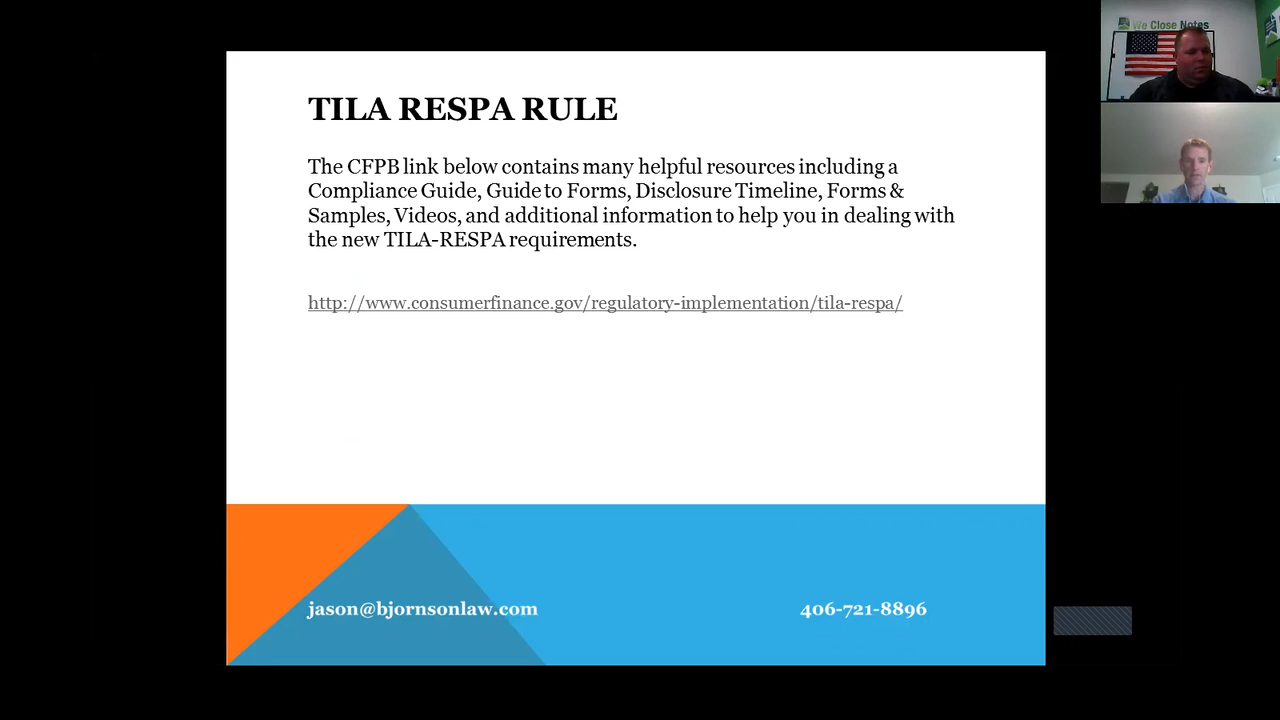 We Close Notes
TILA RESPA RULE
The CFPB link below contains many helpful resources including a
Compliance Guide, Guide to Forms, Disclosure Timeline, Forms &
Samples, Videos, and additional information to help you in dealing with
the new TILA-RESPA requirements.
http://www.consumerfinance.gov/regulatory-implementation/tila-respa/
jason@bjornsonlaw.com
406-721-8896